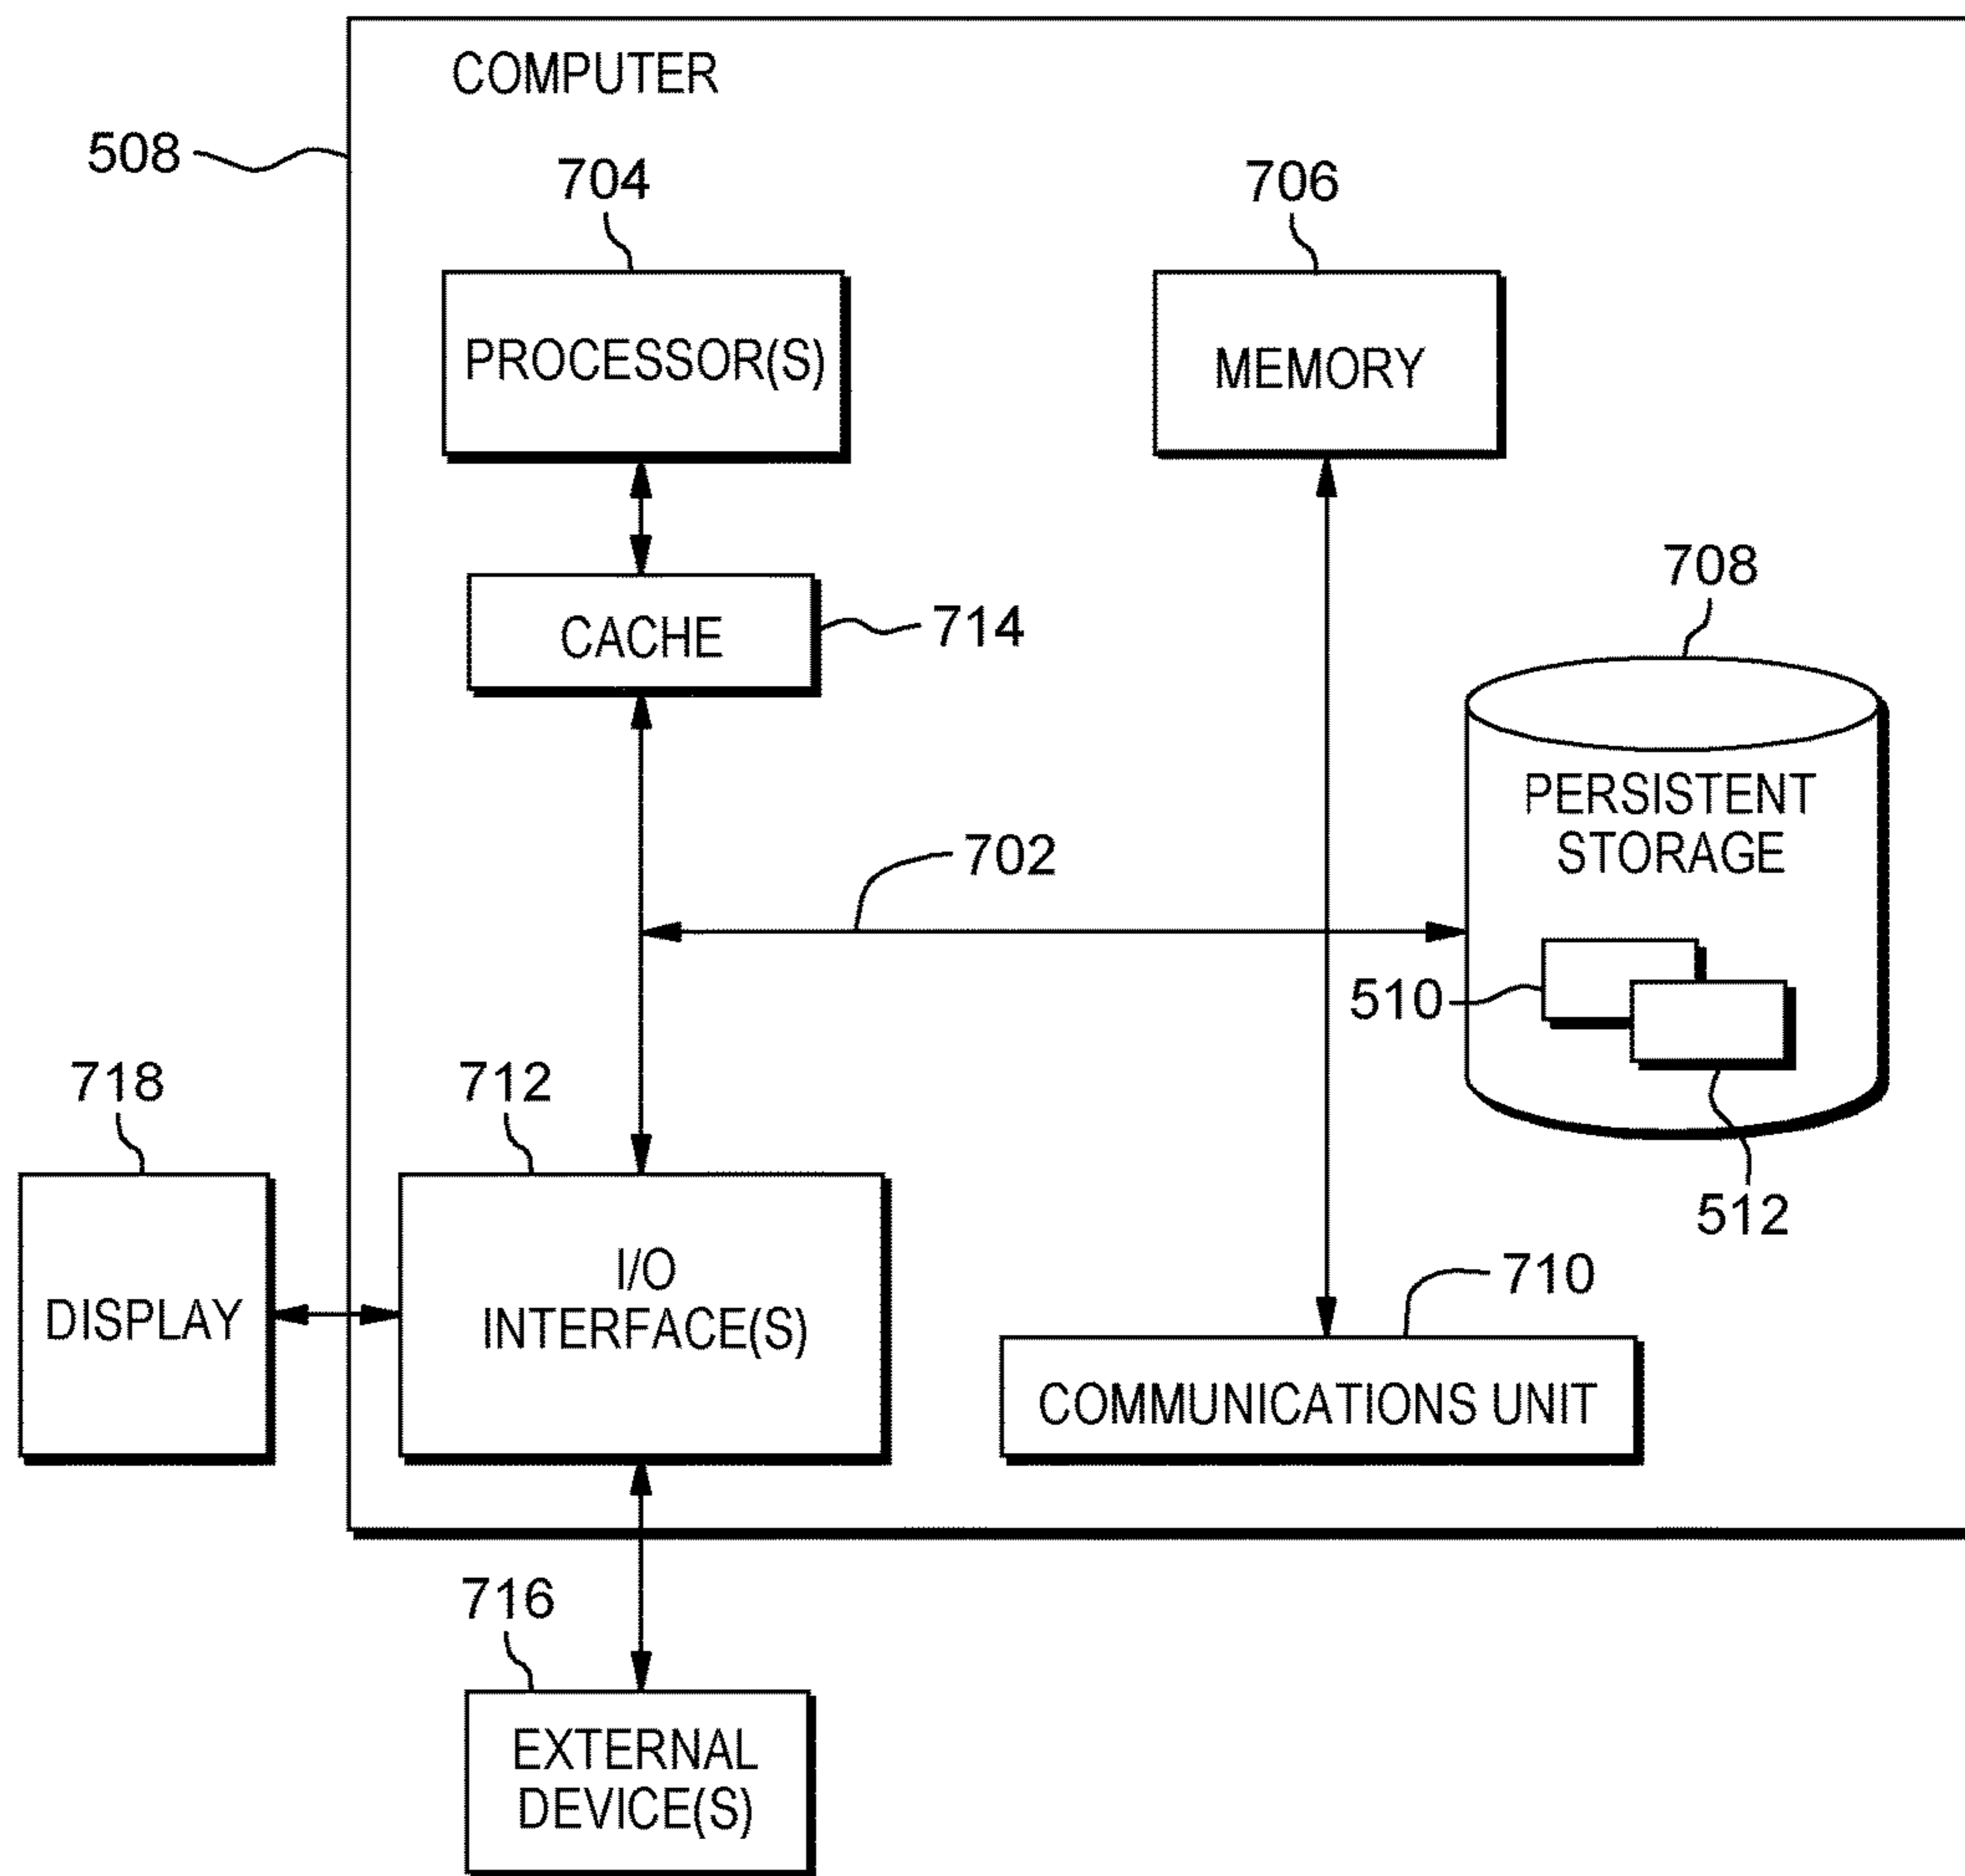 COMPUTER
508
704
706
PROCESSOR(S)
MEMORY
708
CACHE
714
PERSISTENT
STORAGE
702
510
718
712
512
I/O
INTERFACE(S)
DISPLAY
710
COMMUNICATIONS UNIT
716
EXTERNAL
DEVICE(S)